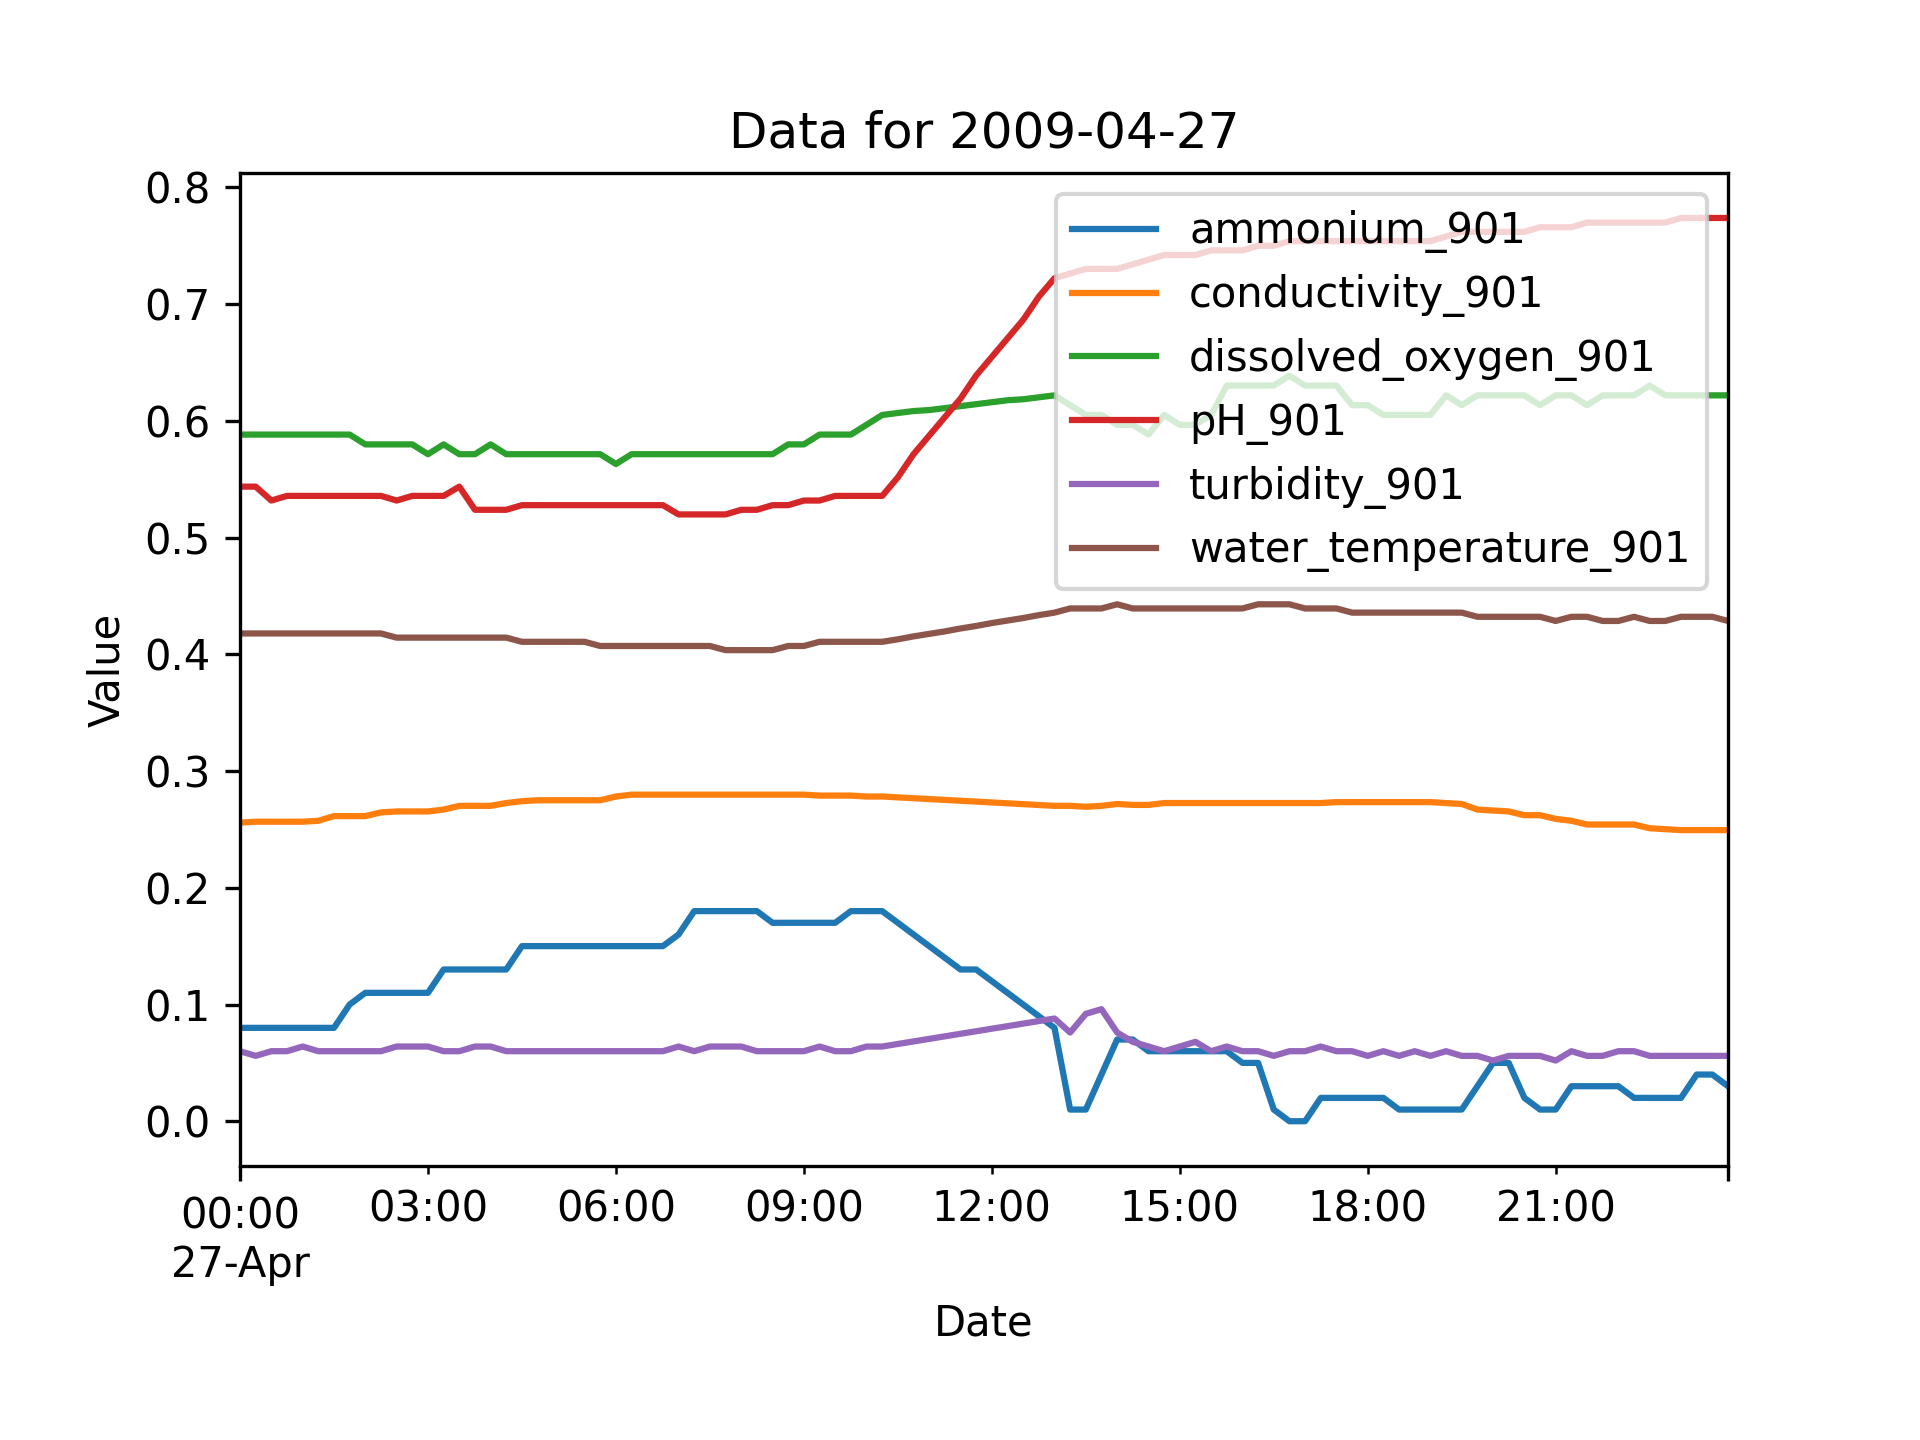 Data for 2009-04-27
0.8
0.7
0.6
0.5
0.4
0.3
0.2
0.1
0.0
Value
ammonium_901
conductivity_901
dissolved_oxygen_901
pH_901
turbidity_901
water_temperature_901
00:00 03:00 06:00 09:00 12:00 15:00 18:00 21:00
27-Apr
Date